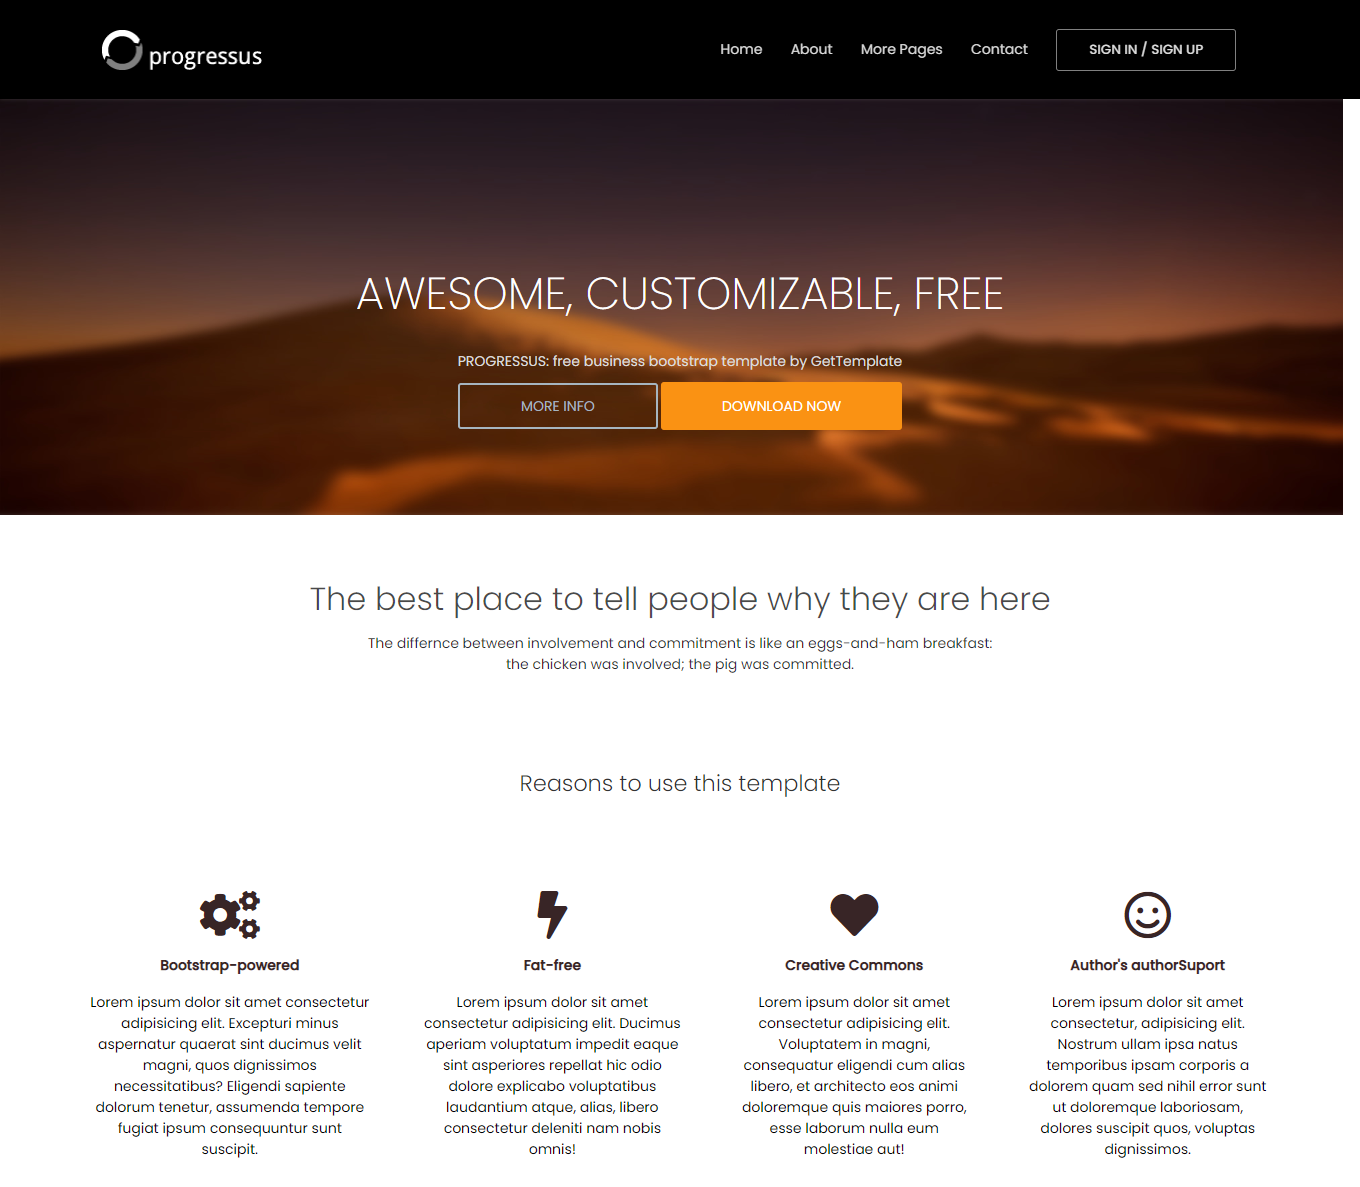 progressus
Home About More Pages Contact SIGN IN / SIGN UP
AWESOME, CUSTOMIZABLE, FREE
PROGRESSUS: free business bootstrap template by GetTemplate
MORE INFO DOWNLOAD NOW
The best place to tell people why they are here
The differnce between involvement and commitment is like an eggs-and-ham breakfast:
the chicken was involved; the pig was committed.
Reasons to use this template
Bootstrap-powered
Lorem ipsum dolor sit amet consectetur
adipisicing elit. Excepturi minus
aspernatur quaerat sint ducimus velit
magni, quos dignissimos
necessitatibus? Eligendi sapiente
dolorum tenetur, assumenda tempore
fugiat ipsum consequuntur sunt
suscipit.
Fat-free
Lorem ipsum dolor sit amet
consectetur adipisicing elit. Ducimus
aperiam voluptatum impedit eaque
sint asperiores repellat hic odio
dolore explicabo voluptatibus
laudantium atque, alias, libero
consectetur deleniti nam nobis
omnis!
Creative Commons
Lorem ipsum dolor sit amet
consectetur adipisicing elit.
Voluptatem in magni,
consequatur eligendi cum alias
libero, et architecto eos animi
doloremque quis maiores porro,
esse laborum nulla eum
molestiae aut!
Author's authorSuport
Lorem ipsum dolor sit amet
consectetur, adipisicing elit.
Nostrum ullam ipsa natus
temporibus ipsam corporis a
dolorem quam sed nihil error sunt
ut doloremque laboriosam,
dolores suscipit quos, voluptas
dignissimos.